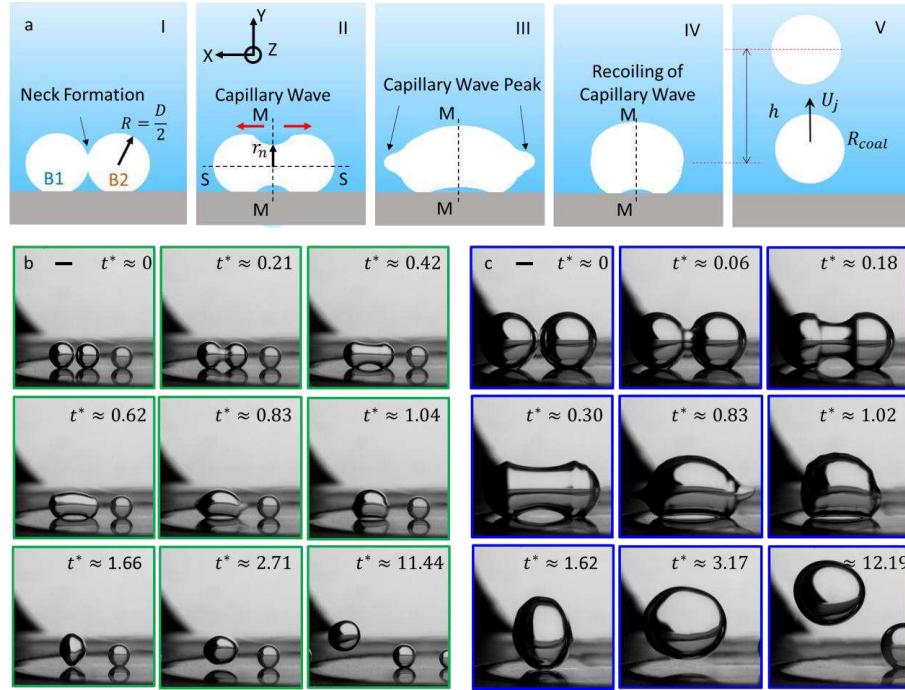 a
I
Neck Formation
R = D/2
B1
B2
II
Y
X
Z
Capillary Wave
M
r_n
S
S
M
III
Capillary Wave Peak
M
M
IV
Recoiling of
Capillary Wave
M
M
V
h
U_j
R_coal
b
t* ≈ 0
t* ≈ 0.21
t* ≈ 0.42
t* ≈ 0.62
t* ≈ 0.83
t* ≈ 1.04
t* ≈ 1.66
t* ≈ 2.71
t* ≈ 11.44
c
t* ≈ 0
t* ≈ 0.06
t* ≈ 0.18
t* ≈ 0.30
t* ≈ 0.83
t* ≈ 1.02
t* ≈ 1.62
t* ≈ 3.17
≈ 12.19